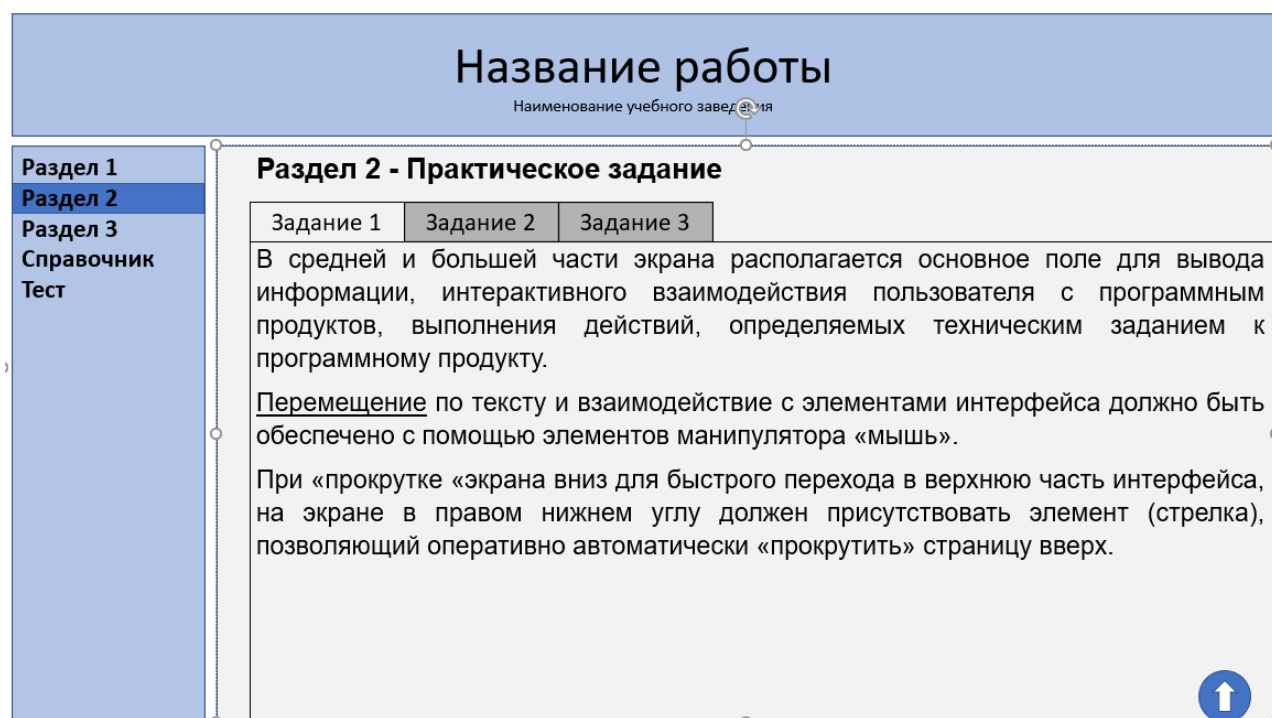 Название работы
Наименование учебного заведения
Раздел 1
Раздел 2
Раздел 3
Справочник
Тест
Раздел 2 - Практическое задание
Задание 1
Задание 2
Задание 3
В средней и большей части экрана располагается основное поле для вывода
информации, интерактивного взаимодействия пользователя с программным
продуктов, выполнения действий, определяемых техническим заданием к
программному продукту.
Перемещение по тексту и взаимодействие с элементами интерфейса должно быть
обеспечено с помощью элементов манипулятора «мышь».
При «прокрутке «экрана вниз для быстрого перехода в верхнюю часть интерфейса,
на экране в правом нижнем углу должен присутствовать элемент (стрелка),
позволяющий оперативно автоматически «прокрутить» страницу вверх.